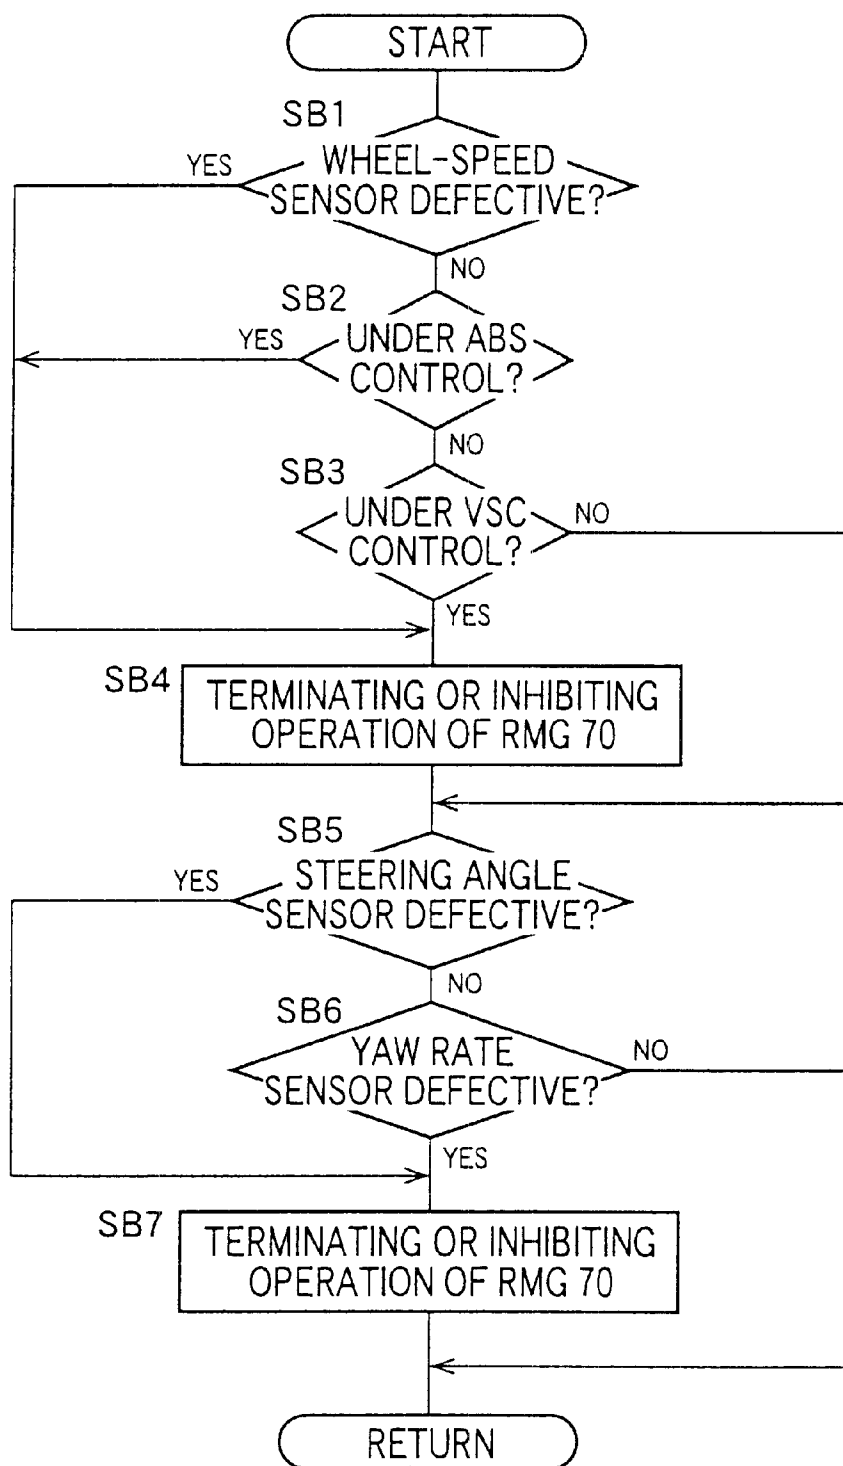 START
SB1
YES
WHEEL-SPEED
SENSOR DEFECTIVE?
NO
SB2
YES
UNDER ABS
CONTROL?
NO
SB3
UNDER VSC
CONTROL?
NO
YES
SB4
TERMINATING OR INHIBITING
OPERATION OF RMG 70
SB5
YES
STEERING ANGLE
SENSOR DEFECTIVE?
NO
SB6
YAW RATE
SENSOR DEFECTIVE?
NO
YES
SB7
TERMINATING OR INHIBITING
OPERATION OF RMG 70
RETURN